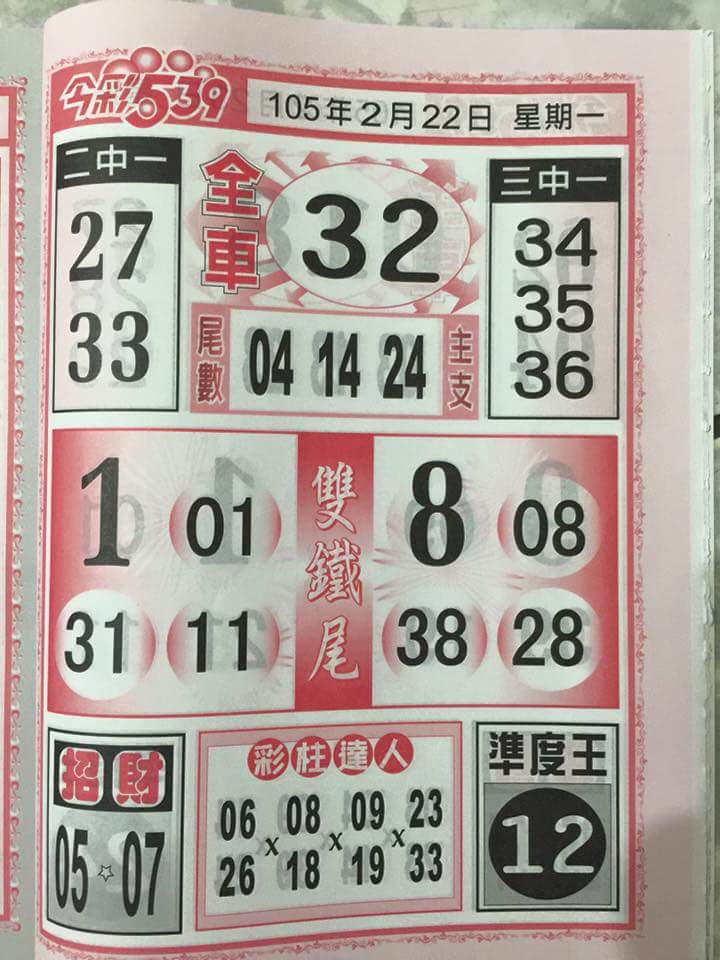 今彩539
105年2月22日 星期一
二中一
27
33
全車
32
三中一
34
35
36
尾數
04 14 24
主支
1 01
31 11
雙鐵尾
8 08
38 28
招財
05☆07
彩柱達人
06 08 09 23
x x x
26 18 19 33
準度王
12